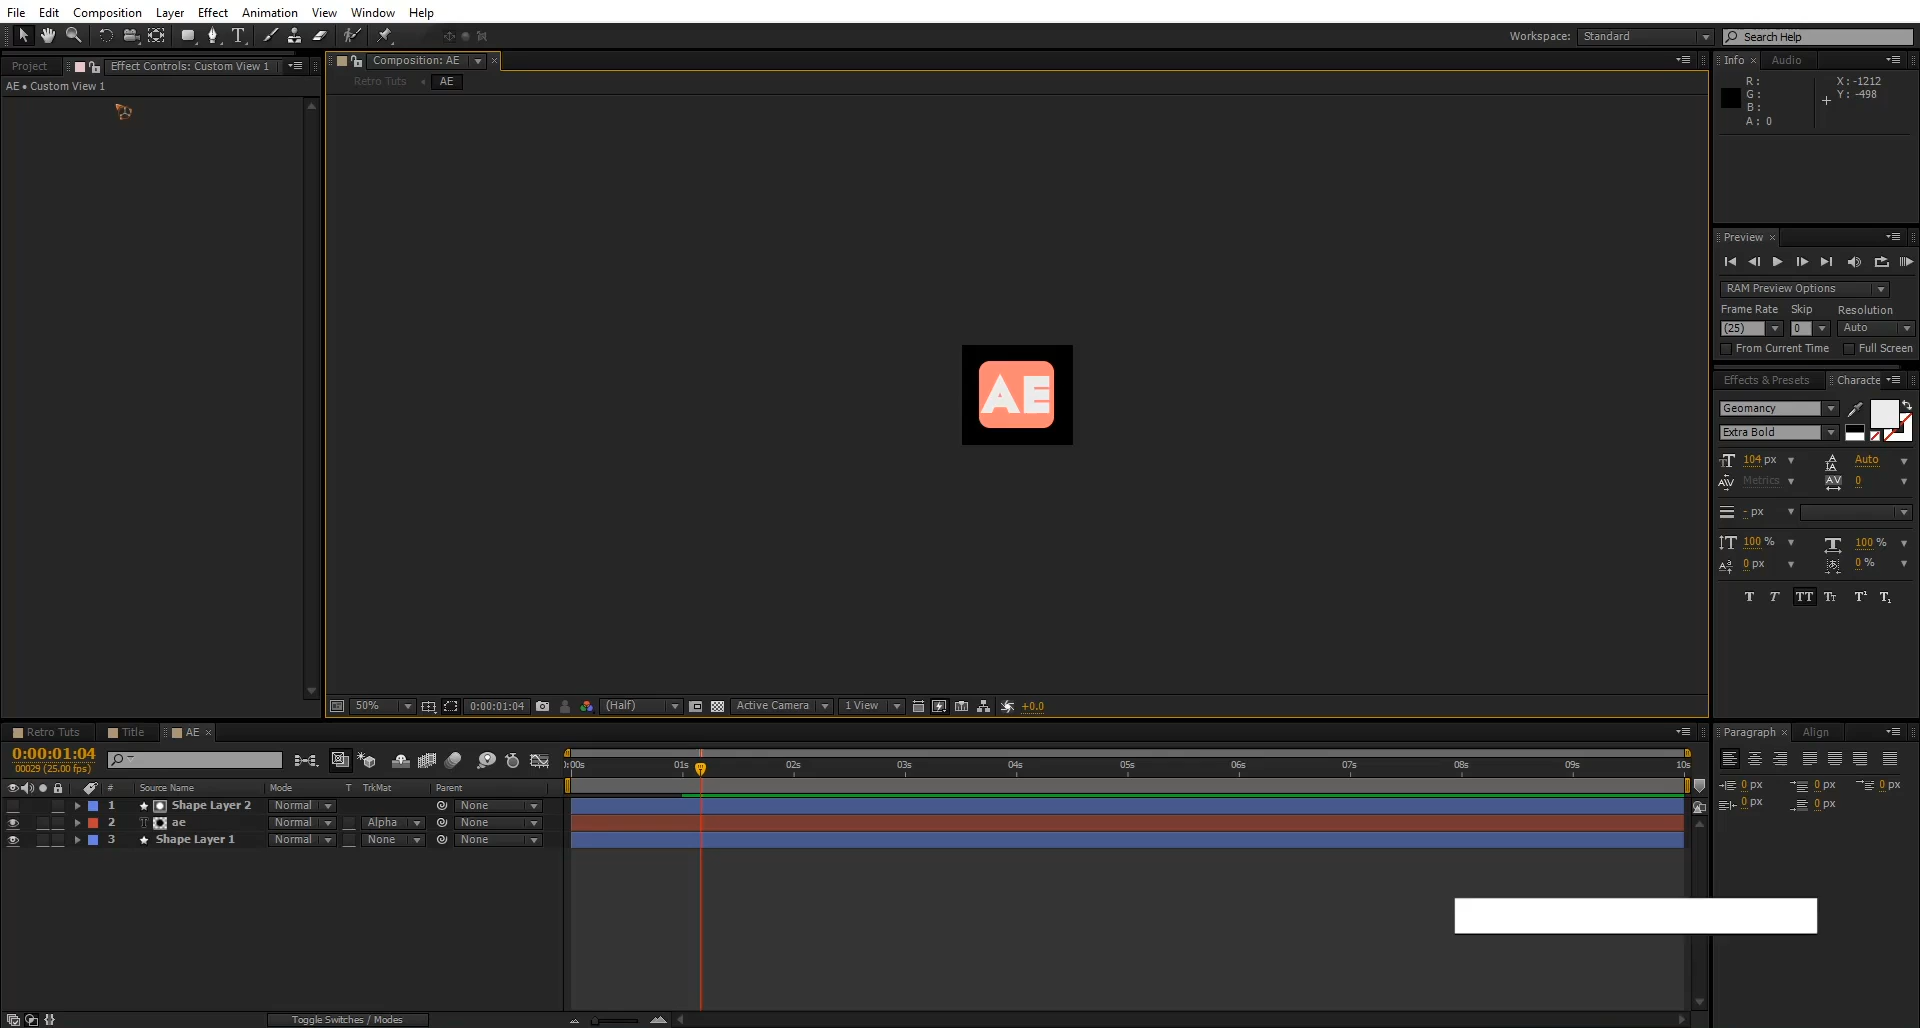 File Edit Composition Layer Effect Animation View Window Help
Workspace: Standard Search Help
Project Effect Controls: Custom View 1 Composition: AE Info Audio
AE • Custom View 1 Retro Tuts AE
R : X : -1212
G : Y : -498
B :
A : 0
AE
Preview
RAM Preview Options
Frame Rate Skip Resolution
(25) 0 Auto
From Current Time Full Screen
Effects & Presets Characte
Geomancy
Extra Bold
104 px Auto
Metrics 0
- px
100 % 100 %
0 px 0 %
T T TT Tт T¹ T₁
50% 0:00:01:04 (Half) Active Camera 1 View +0.0
Retro Tuts Title AE Paragraph Align
0:00:01:04
00029 (25.00 fps)
:00s 01s 02s 03s 04s 05s 06s 07s 08s 09s 10s
# Source Name Mode T TrkMat Parent
1 Shape Layer 2 Normal None
2 T ae Normal Alpha None
3 Shape Layer 1 Normal None None
0 px 0 px 0 px
0 px 0 px
Toggle Switches / Modes